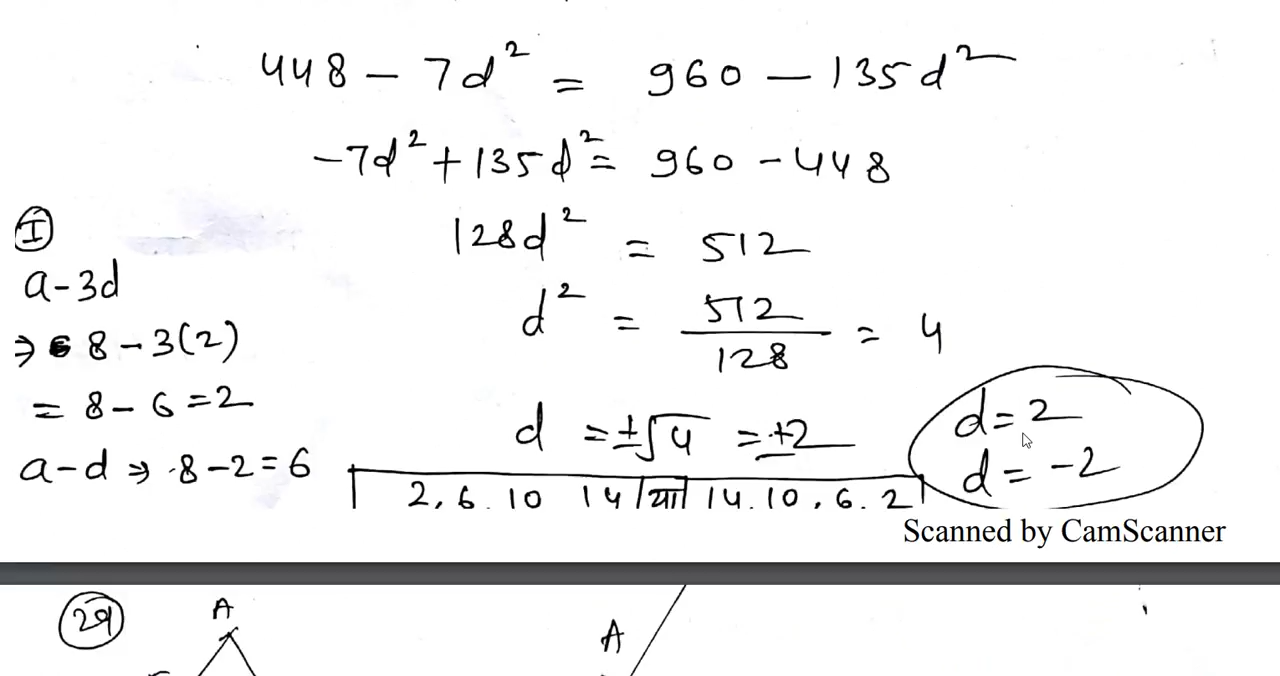 448 - 7d² = 960 - 135d²
-7d² + 135d² = 960 - 448
128d² = 512
d² = 512/128 = 4
d = ±√4 = ±2
d = 2
d = -2
Ⓘ
a - 3d
⇒ 8 - 3(2)
= 8 - 6 = 2
a - d ⇒ 8 - 2 = 6
2, 6. 10 14 | या | 14. 10, 6. 2
Scanned by CamScanner
29
A
A